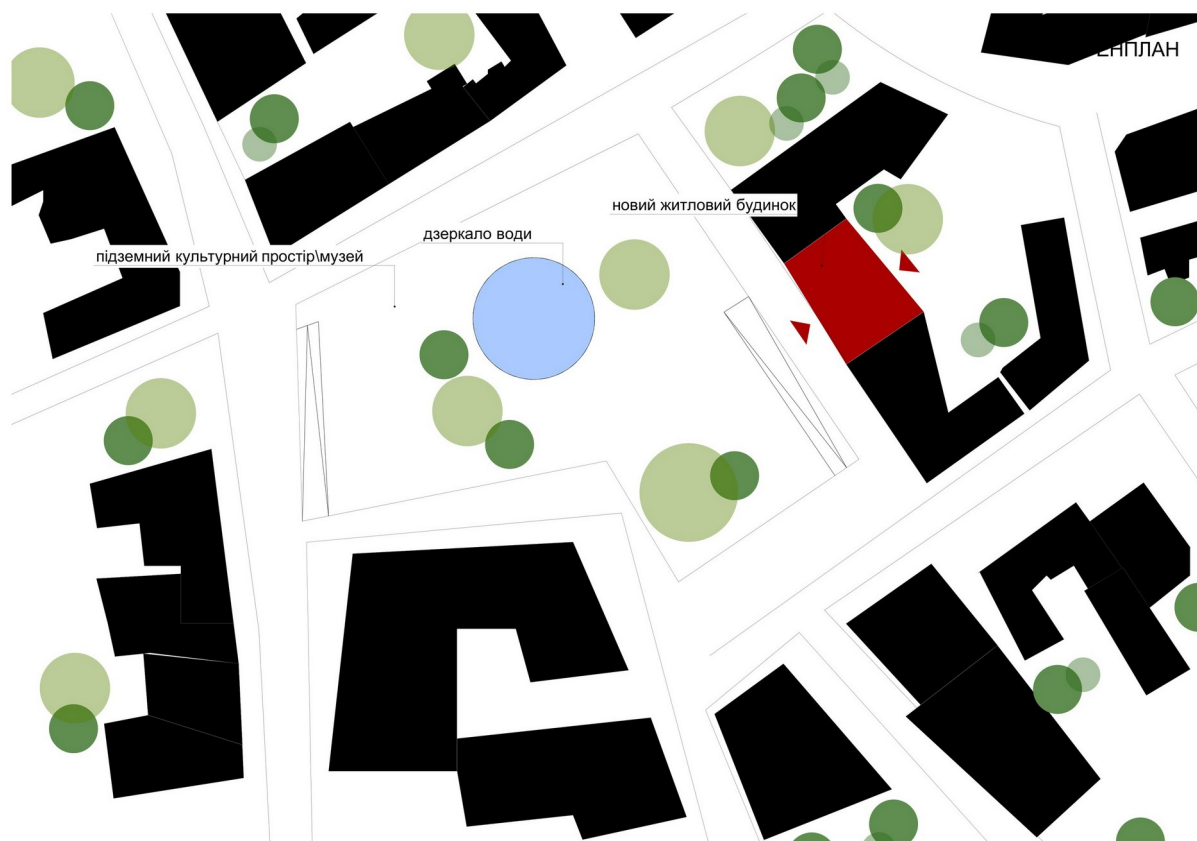 ЕНПЛАН
новий житловий будинок
дзеркало води
підземний культурний простір\музей